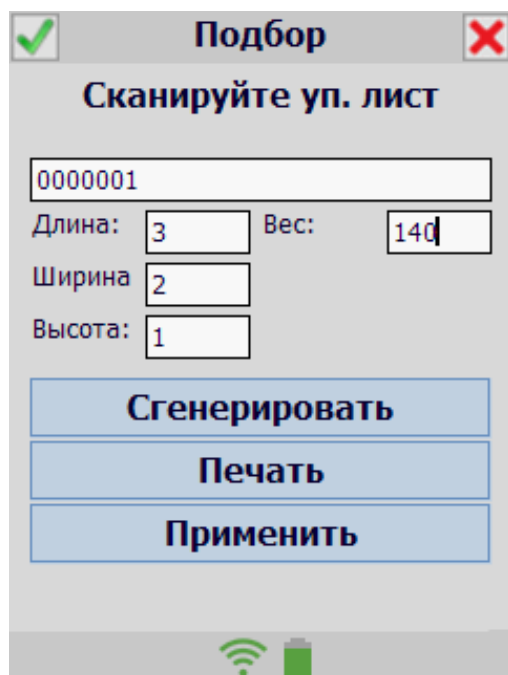 Подбор
Сканируйте уп. лист
0000001
Длина: 3 Вес: 140
Ширина 2
Высота: 1
Сгенерировать
Печать
Применить